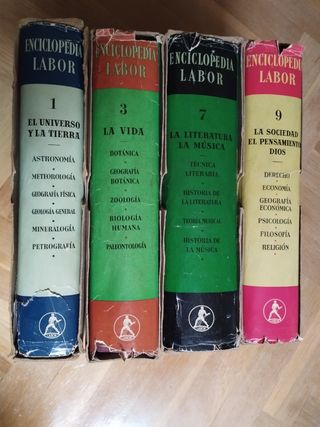 ENCICLOPEDIA
LABOR
1
EL UNIVERSO
Y LA TIERRA
ASTRONOMÍA
METEOROLOGÍA
GEOGRAFÍA FÍSICA
GEOLOGÍA GENERAL
MINERALOGÍA
PETROGRAFÍA
ENCICLOPEDIA
LABOR
3
LA VIDA
BOTÁNICA
GEOGRAFÍA
BOTÁNICA
ZOOLOGÍA
BIOLOGÍA
HUMANA
PALEONTOLOGÍA
ENCICLOPEDIA
LABOR
7
LA LITERATURA
LA MÚSICA
TÉCNICA
LITERARIA
HISTORIA DE
LA LITERATURA
TEORÍA MUSICAL
HISTORIA DE
LA MÚSICA
ENCICLOPEDIA
LABOR
9
LA SOCIEDAD
EL PENSAMIENTO
DIOS
DERECHO
ECONOMÍA
GEOGRAFÍA
ECONÓMICA
PSICOLOGÍA
FILOSOFÍA
RELIGIÓN